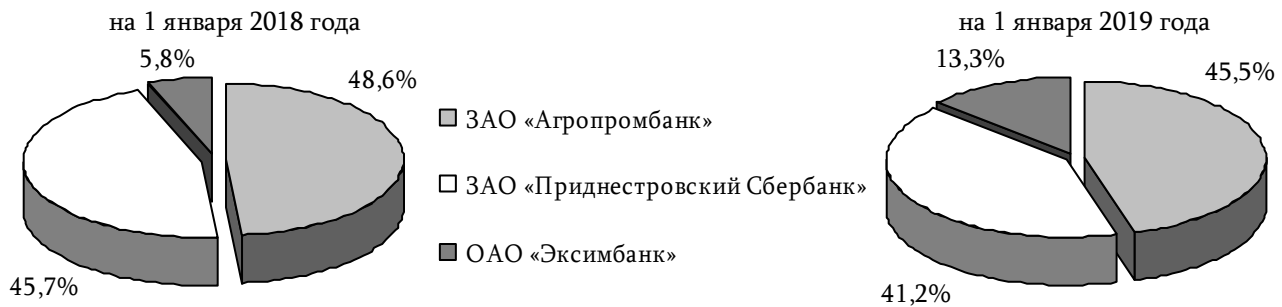 на 1 января 2018 года
5,8%
48,6%
45,7%
ЗАО «Агропромбанк»
ЗАО «Приднестровский Сбербанк»
ОАО «Эксимбанк»
на 1 января 2019 года
13,3%
45,5%
41,2%